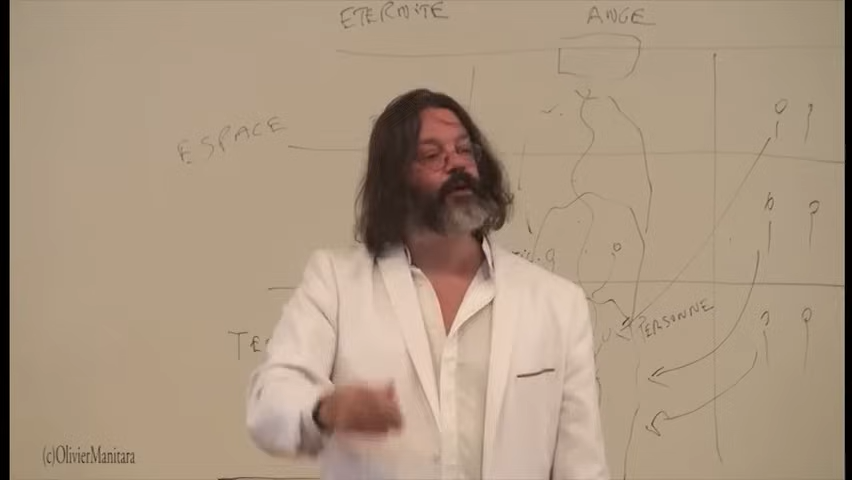 ETERNITE
ANGE
ESPACE
PERSONNE
(c)OlivierManitara